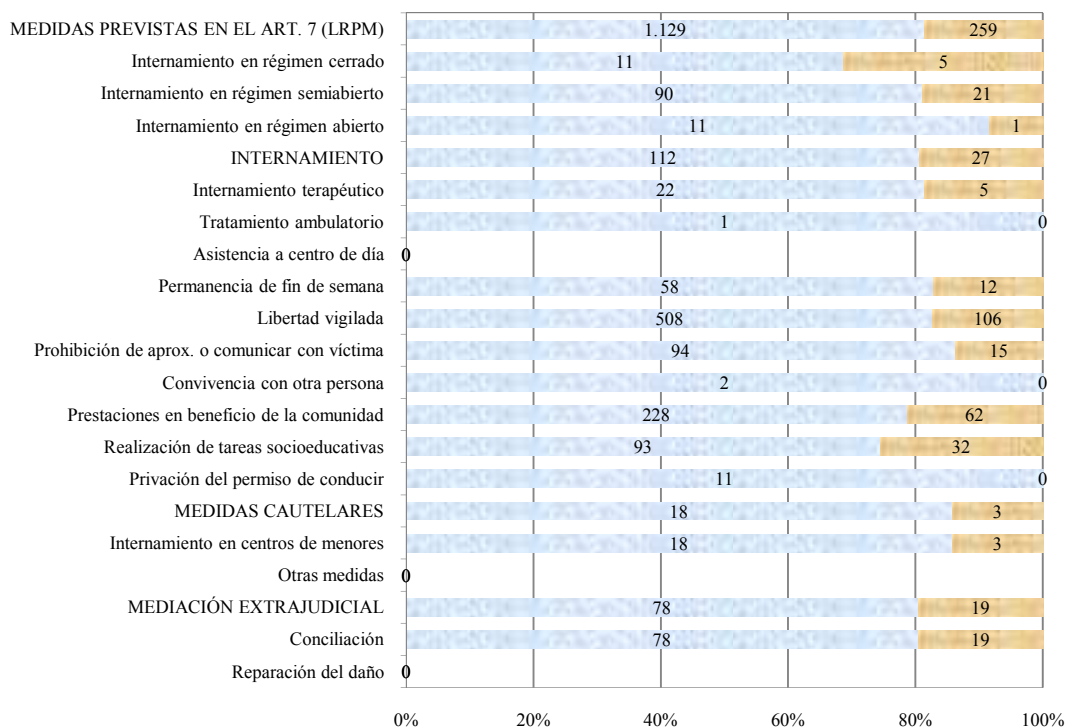 MEDIDAS PREVISTAS EN EL ART. 7 (LRPM) 1.129 259
Internamiento en régimen cerrado 11 5
Internamiento en régimen semiabierto 90 21
Internamiento en régimen abierto 11 1
INTERNAMIENTO 112 27
Internamiento terapéutico 22 5
Tratamiento ambulatorio 1 0
Asistencia a centro de día 0
Permanencia de fin de semana 58 12
Libertad vigilada 508 106
Prohibición de aprox. o comunicar con víctima 94 15
Convivencia con otra persona 2 0
Prestaciones en beneficio de la comunidad 228 62
Realización de tareas socioeducativas 93 32
Privación del permiso de conducir 11 0
MEDIDAS CAUTELARES 18 3
Internamiento en centros de menores 18 3
Otras medidas 0
MEDIACIÓN EXTRAJUDICIAL 78 19
Conciliación 78 19
Reparación del daño 0
0% 20% 40% 60% 80% 100%